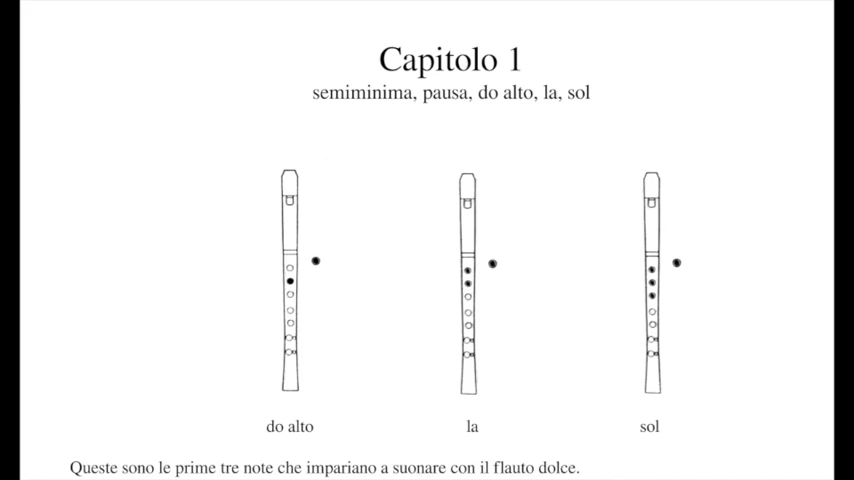 Capitolo 1
semiminima, pausa, do alto, la, sol
do alto la sol
Queste sono le prime tre note che impariano a suonare con il flauto dolce.